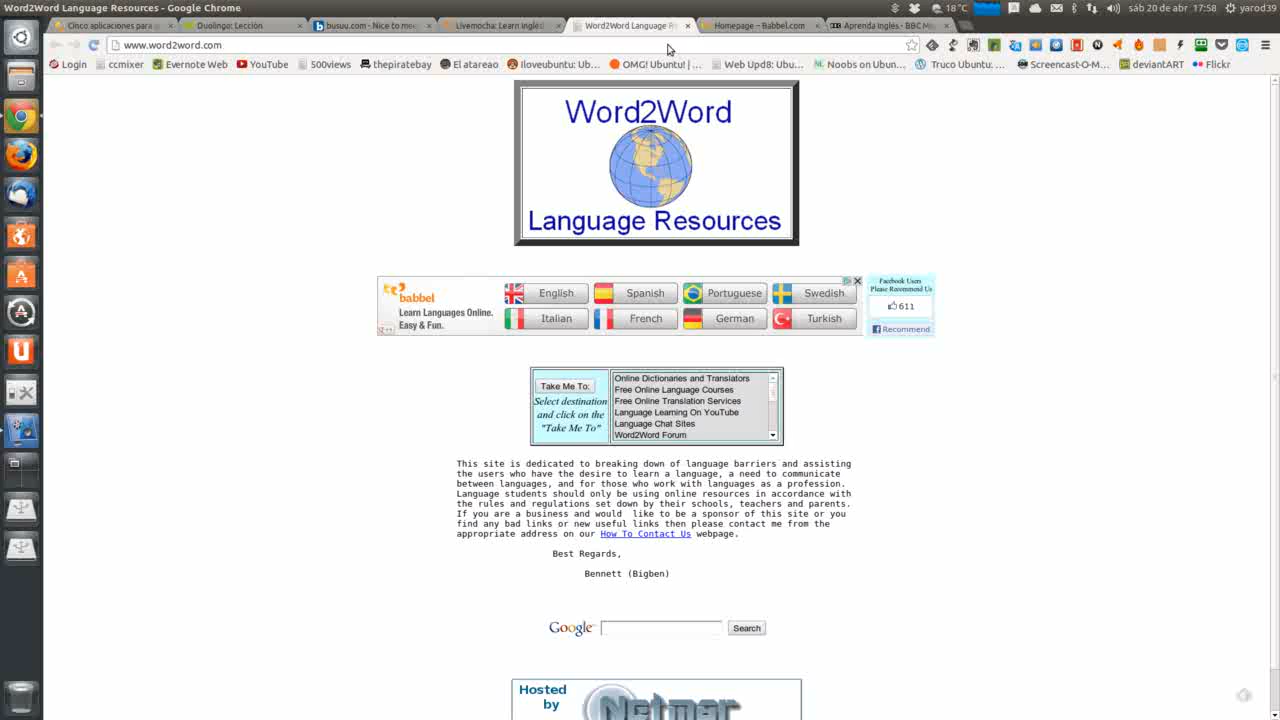 Word2Word Language Resources - Google Chrome
18°C
sáb 20 de abr 17:58
yarod39
Cinco aplicaciones para
Duolingo: Lección
busuu.com - Nice to mee
Livemocha: Learn Inglés
Word2Word Language R
Homepage – Babbel.com
Aprenda Inglés - BBC M
www.word2word.com
Login
ccmixer
Evernote Web
YouTube
500views
thepiratebay
El atareao
Iloveubuntu: Ub...
OMG! Ubuntu! | ...
Web Upd8: Ubu...
Noobs on Ubun...
Truco Ubuntu. ...
Screencast-O-M...
deviantART
Flickr
Word2Word
Language Resources
babbel
Learn Languages Online.
Easy & Fun.
English
Spanish
Portuguese
Swedish
Italian
French
German
Turkish
Facebook Users
Please Recommend Us
611
Recommend
Take Me To:
Select destination
and click on the
"Take Me To"
Online Dictionaries and Translators
Free Online Language Courses
Free Online Translation Services
Language Learning On YouTube
Language Chat Sites
Word2Word Forum
This site is dedicated to breaking down of language barriers and assisting
the users who have the desire to learn a language, a need to communicate
between languages, and for those who work with languages as a profession.
Language students should only be using online resources in accordance with
the rules and regulations set down by their schools, teachers and parents.
If you are a business and would like to be a sponsor of this site or you
find any bad links or new useful links then please contact me from the
appropriate address on our How To Contact Us webpage.
Best Regards,
Bennett (Bigben)
Google
Search
Hosted
by
Netmar